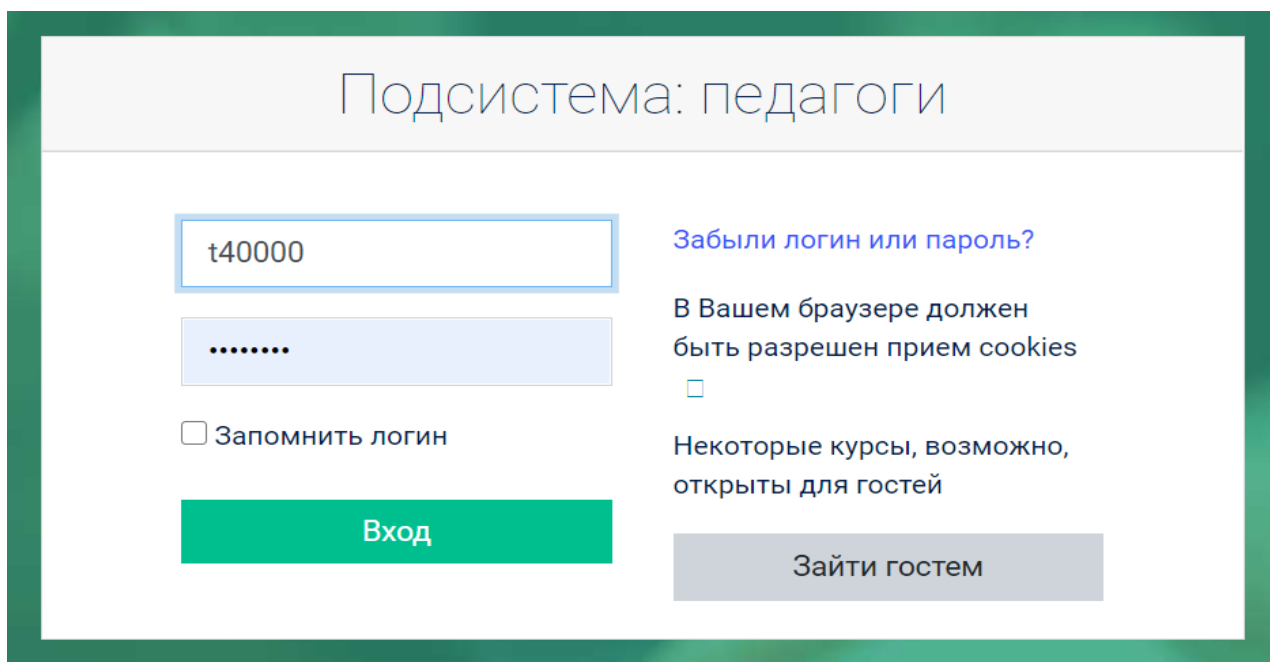 Подсистема: педагоги
t40000
••••••••
Запомнить логин
Вход
Забыли логин или пароль?
В Вашем браузере должен
быть разрешен прием cookies
Некоторые курсы, возможно,
открыты для гостей
Зайти гостем